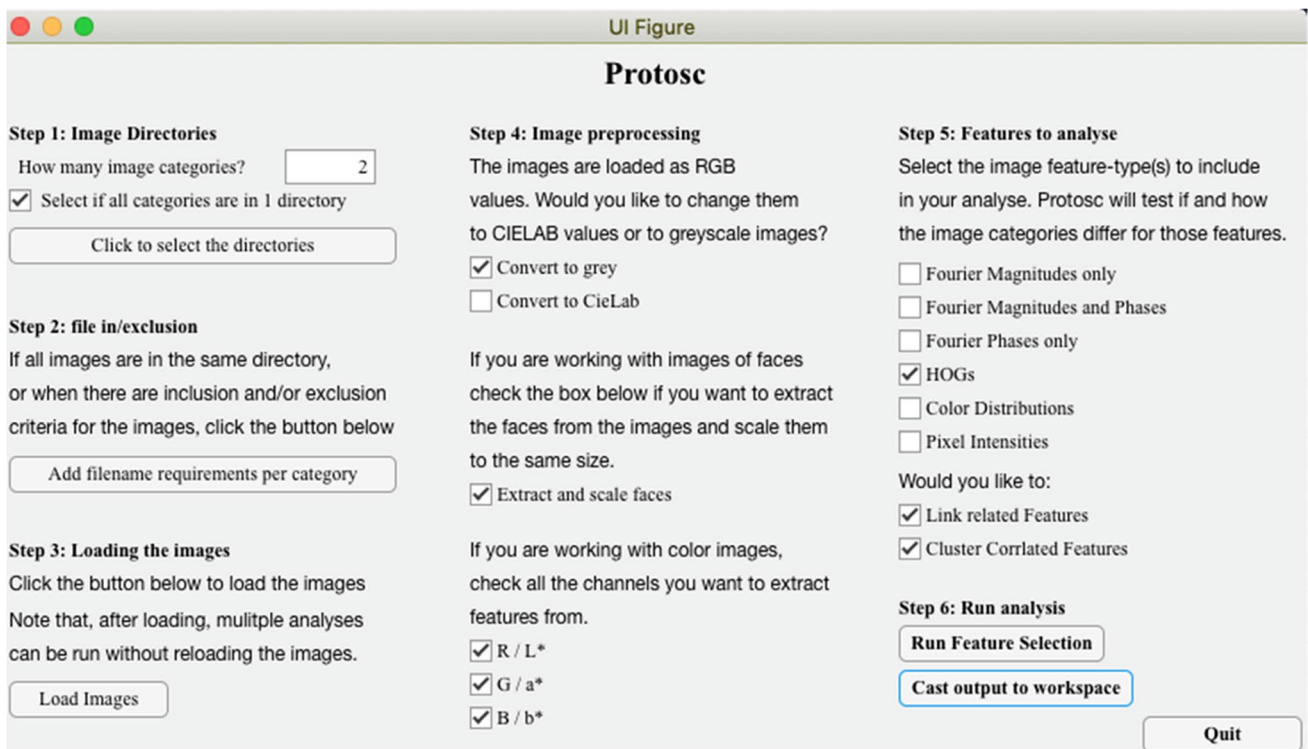 UI Figure
Protosc
Step 1: Image Directories
How many image categories? 2
Select if all categories are in 1 directory
Click to select the directories
Step 2: file in/exclusion
If all images are in the same directory,
or when there are inclusion and/or exclusion
criteria for the images, click the button below
Add filename requirements per category
Step 3: Loading the images
Click the button below to load the images
Note that, after loading, mulitple analyses
can be run without reloading the images.
Load Images
Step 4: Image preprocessing
The images are loaded as RGB
values. Would you like to change them
to CIELAB values or to greyscale images?
Convert to grey
Convert to CieLab
If you are working with images of faces
check the box below if you want to extract
the faces from the images and scale them
to the same size.
Extract and scale faces
If you are working with color images,
check all the channels you want to extract
features from.
R / L*
G / a*
B / b*
Step 5: Features to analyse
Select the image feature-type(s) to include
in your analyse. Protosc will test if and how
the image categories differ for those features.
Fourier Magnitudes only
Fourier Magnitudes and Phases
Fourier Phases only
HOGs
Color Distributions
Pixel Intensities
Would you like to:
Link related Features
Cluster Corrlated Features
Step 6: Run analysis
Run Feature Selection
Cast output to workspace
Quit